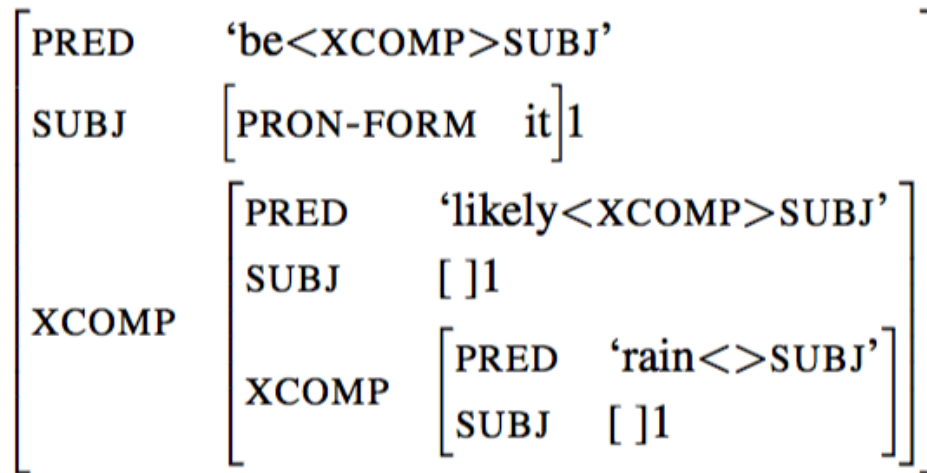 PRED ‘be<XCOMP>SUBJ’
SUBJ [PRON-FORM it]1
PRED ‘likely<XCOMP>SUBJ’
SUBJ [ ]1
XCOMP
PRED ‘rain<>SUBJ’
XCOMP
SUBJ [ ]1